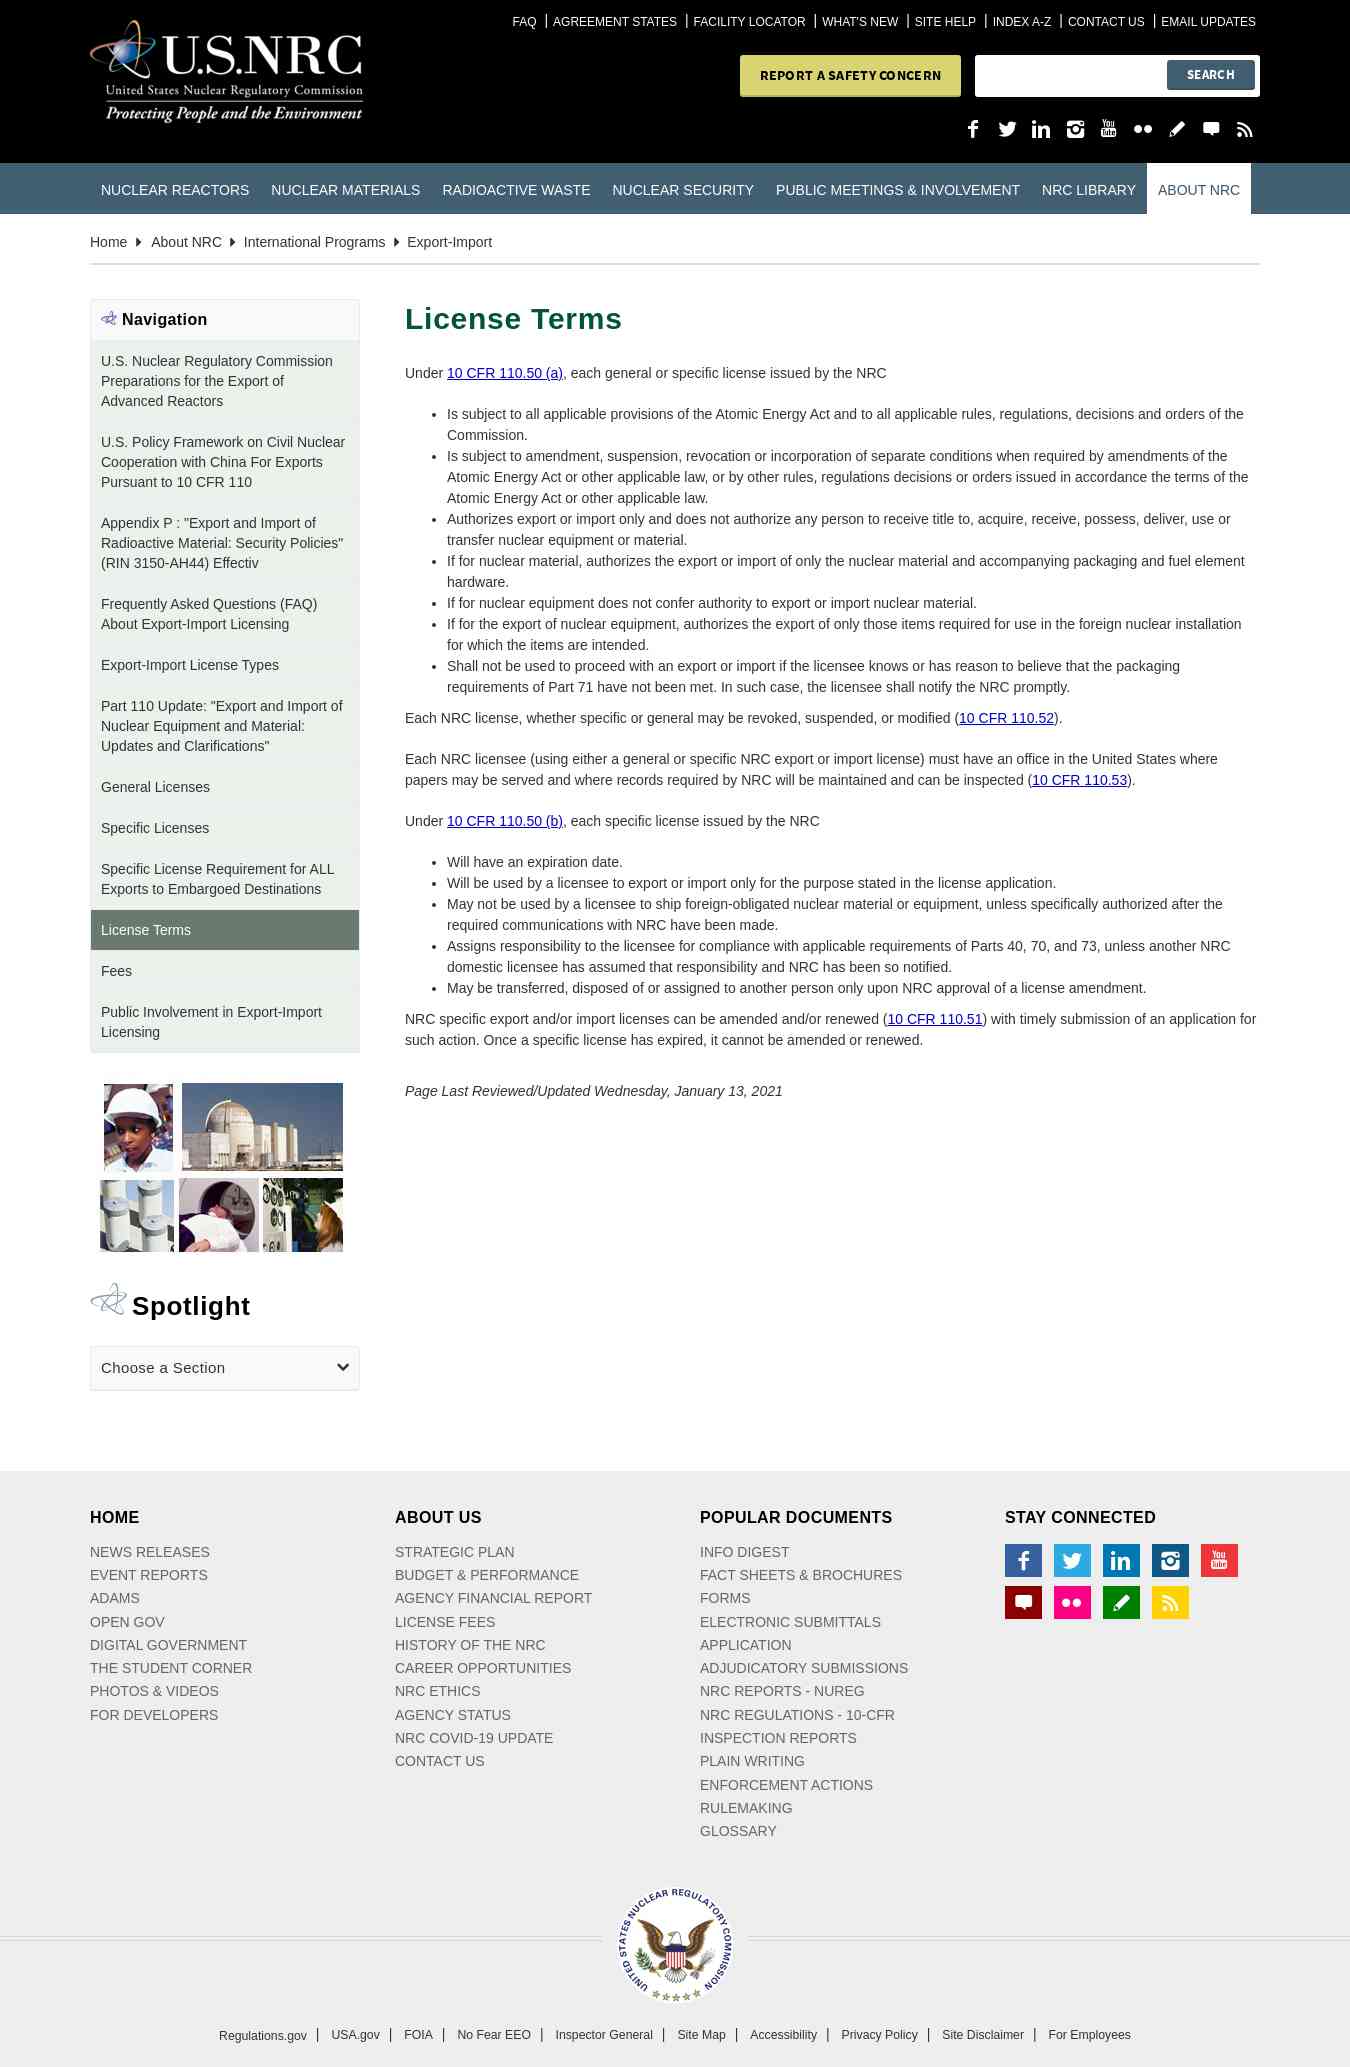 FAQ | AGREEMENT STATES | FACILITY LOCATOR | WHAT'S NEW | SITE HELP | INDEX A-Z | CONTACT US | EMAIL UPDATES
U.S.NRC
United States Nuclear Regulatory Commission
Protecting People and the Environment
REPORT A SAFETY CONCERN
SEARCH
You
Tube
NUCLEAR REACTORS NUCLEAR MATERIALS RADIOACTIVE WASTE NUCLEAR SECURITY PUBLIC MEETINGS & INVOLVEMENT NRC LIBRARY ABOUT NRC
Home About NRC International Programs Export-Import
Navigation
U.S. Nuclear Regulatory Commission
Preparations for the Export of
Advanced Reactors
U.S. Policy Framework on Civil Nuclear
Cooperation with China For Exports
Pursuant to 10 CFR 110
Appendix P : "Export and Import of
Radioactive Material: Security Policies"
(RIN 3150-AH44) Effectiv
Frequently Asked Questions (FAQ)
About Export-Import Licensing
Export-Import License Types
Part 110 Update: "Export and Import of
Nuclear Equipment and Material:
Updates and Clarifications"
General Licenses
Specific Licenses
Specific License Requirement for ALL
Exports to Embargoed Destinations
License Terms
Fees
Public Involvement in Export-Import
Licensing
Spotlight
Choose a Section
License Terms
Under 10 CFR 110.50 (a), each general or specific license issued by the NRC
• Is subject to all applicable provisions of the Atomic Energy Act and to all applicable rules, regulations, decisions and orders of the
Commission.
• Is subject to amendment, suspension, revocation or incorporation of separate conditions when required by amendments of the
Atomic Energy Act or other applicable law, or by other rules, regulations decisions or orders issued in accordance the terms of the
Atomic Energy Act or other applicable law.
• Authorizes export or import only and does not authorize any person to receive title to, acquire, receive, possess, deliver, use or
transfer nuclear equipment or material.
• If for nuclear material, authorizes the export or import of only the nuclear material and accompanying packaging and fuel element
hardware.
• If for nuclear equipment does not confer authority to export or import nuclear material.
• If for the export of nuclear equipment, authorizes the export of only those items required for use in the foreign nuclear installation
for which the items are intended.
• Shall not be used to proceed with an export or import if the licensee knows or has reason to believe that the packaging
requirements of Part 71 have not been met. In such case, the licensee shall notify the NRC promptly.
Each NRC license, whether specific or general may be revoked, suspended, or modified (10 CFR 110.52).
Each NRC licensee (using either a general or specific NRC export or import license) must have an office in the United States where
papers may be served and where records required by NRC will be maintained and can be inspected (10 CFR 110.53).
Under 10 CFR 110.50 (b), each specific license issued by the NRC
• Will have an expiration date.
• Will be used by a licensee to export or import only for the purpose stated in the license application.
• May not be used by a licensee to ship foreign-obligated nuclear material or equipment, unless specifically authorized after the
required communications with NRC have been made.
• Assigns responsibility to the licensee for compliance with applicable requirements of Parts 40, 70, and 73, unless another NRC
domestic licensee has assumed that responsibility and NRC has been so notified.
• May be transferred, disposed of or assigned to another person only upon NRC approval of a license amendment.
NRC specific export and/or import licenses can be amended and/or renewed (10 CFR 110.51) with timely submission of an application for
such action. Once a specific license has expired, it cannot be amended or renewed.
Page Last Reviewed/Updated Wednesday, January 13, 2021
HOME
NEWS RELEASES
EVENT REPORTS
ADAMS
OPEN GOV
DIGITAL GOVERNMENT
THE STUDENT CORNER
PHOTOS & VIDEOS
FOR DEVELOPERS
ABOUT US
STRATEGIC PLAN
BUDGET & PERFORMANCE
AGENCY FINANCIAL REPORT
LICENSE FEES
HISTORY OF THE NRC
CAREER OPPORTUNITIES
NRC ETHICS
AGENCY STATUS
NRC COVID-19 UPDATE
CONTACT US
POPULAR DOCUMENTS
INFO DIGEST
FACT SHEETS & BROCHURES
FORMS
ELECTRONIC SUBMITTALS
APPLICATION
ADJUDICATORY SUBMISSIONS
NRC REPORTS - NUREG
NRC REGULATIONS - 10-CFR
INSPECTION REPORTS
PLAIN WRITING
ENFORCEMENT ACTIONS
RULEMAKING
GLOSSARY
STAY CONNECTED
You
Tube
UNITED STATES NUCLEAR REGULATORY COMMISSION
Regulations.gov | USA.gov | FOIA | No Fear EEO | Inspector General | Site Map | Accessibility | Privacy Policy | Site Disclaimer | For Employees